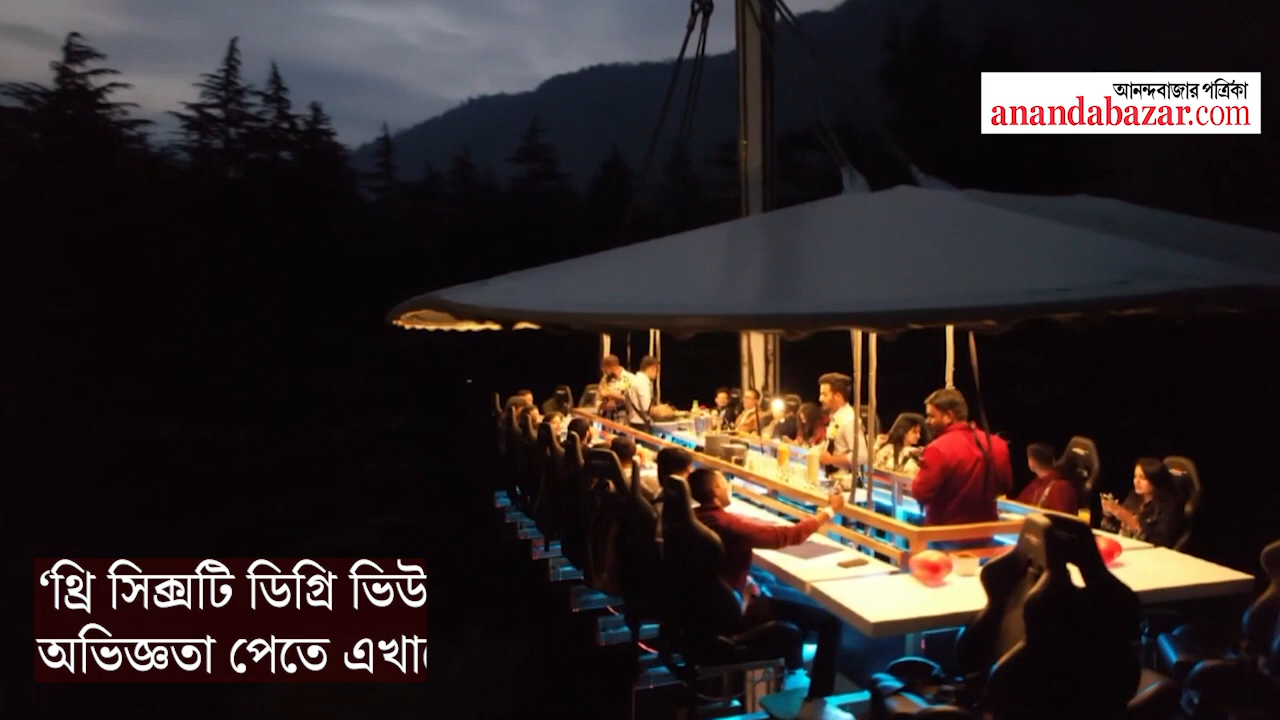 আনন্দবাজার পত্রিকা
anandabazar.com
‘থ্রি সিক্সটি ডিগ্রি ভিউ
অভিজ্ঞতা পেতে